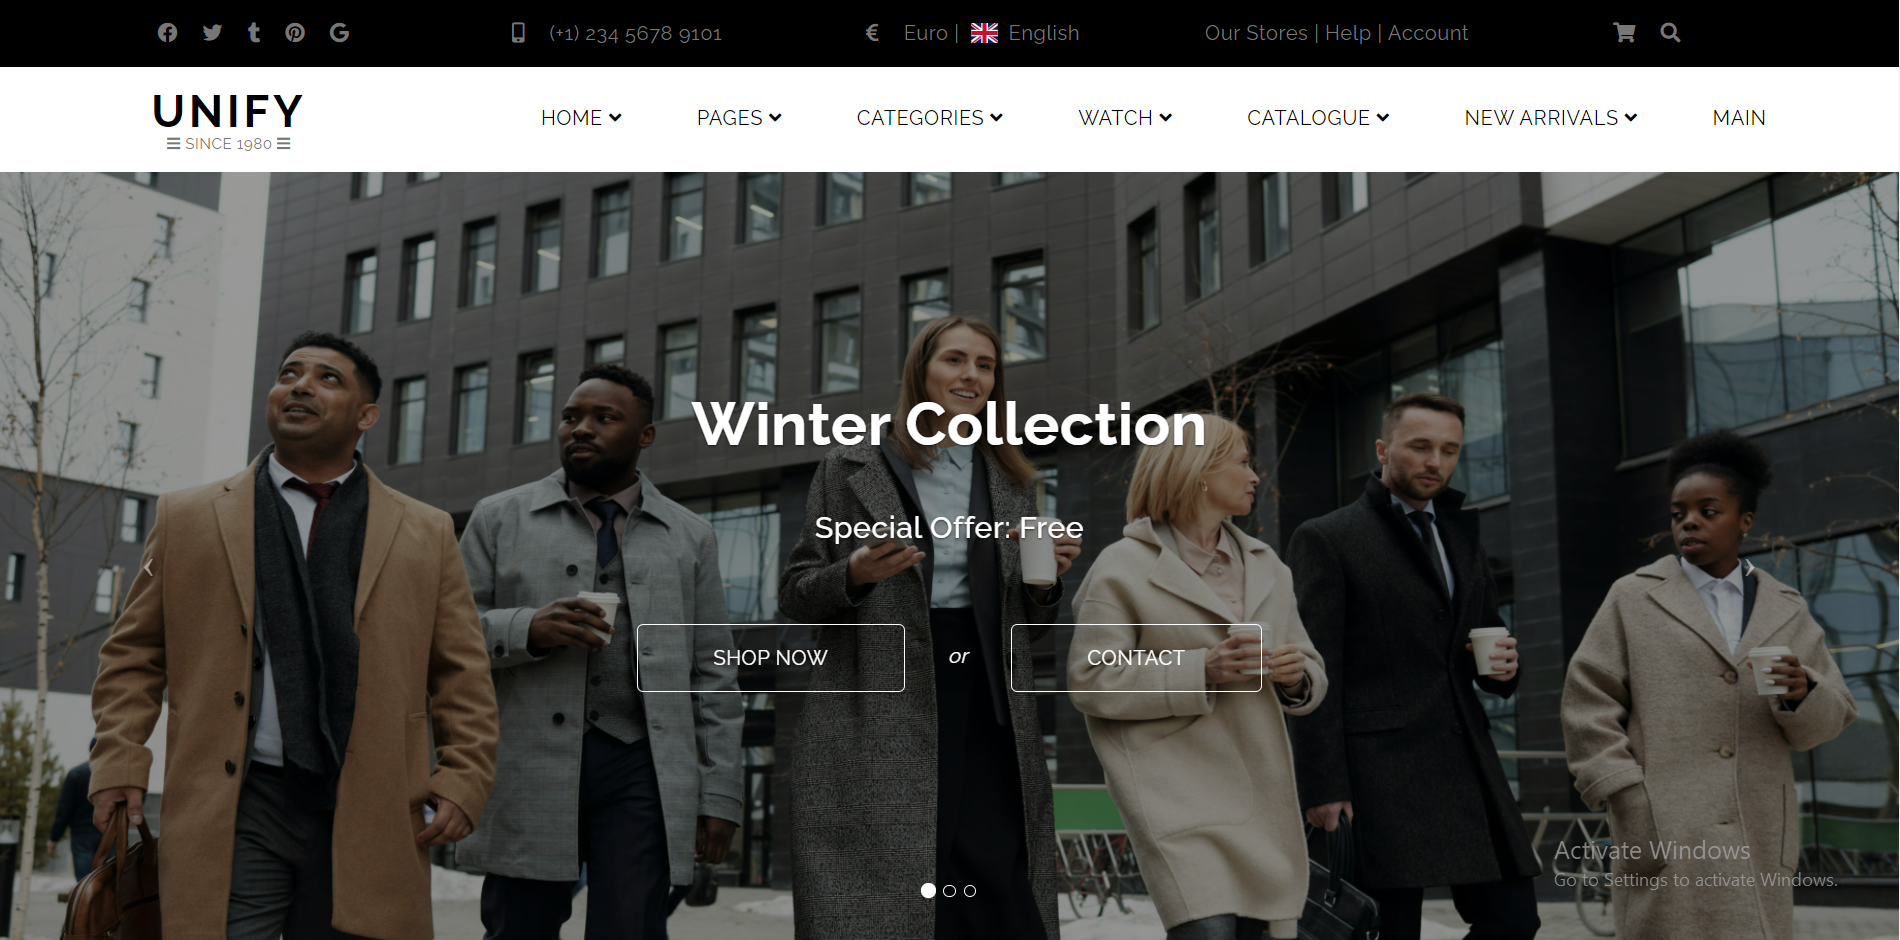 (+1) 234 5678 9101
Euro | English
Our Stores | Help | Account
UNIFY
SINCE 1980
HOME
PAGES
CATEGORIES
WATCH
CATALOGUE
NEW ARRIVALS
MAIN
Winter Collection
Special Offer: Free
SHOP NOW
or
CONTACT
Activate Windows
Go to Settings to activate Windows.